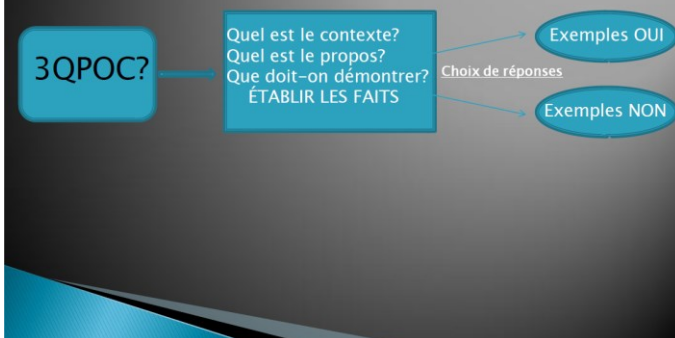 3QPOC?
Quel est le contexte?
Quel est le propos?
Que doit-on démontrer?
ÉTABLIR LES FAITS
Choix de réponses
Exemples OUI
Exemples NON